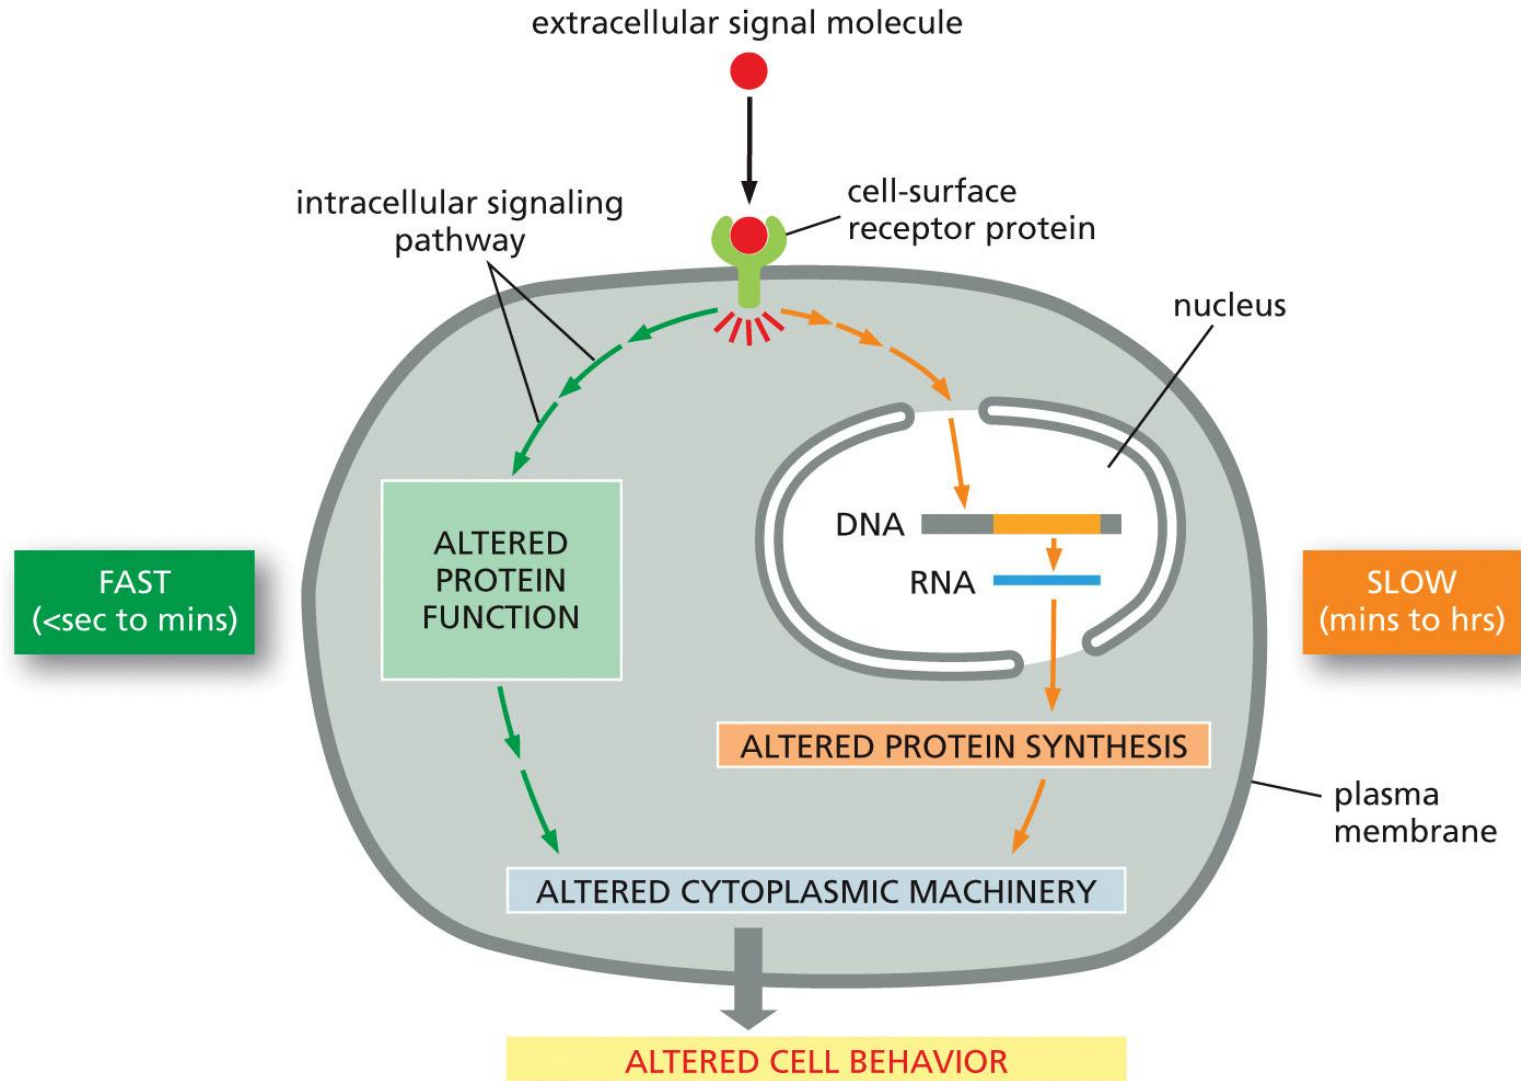 extracellular signal molecule
intracellular signaling
pathway
cell-surface
receptor protein
nucleus
DNA
RNA
ALTERED
PROTEIN
FUNCTION
FAST
(<sec to mins)
SLOW
(mins to hrs)
ALTERED PROTEIN SYNTHESIS
plasma
membrane
ALTERED CYTOPLASMIC MACHINERY
ALTERED CELL BEHAVIOR